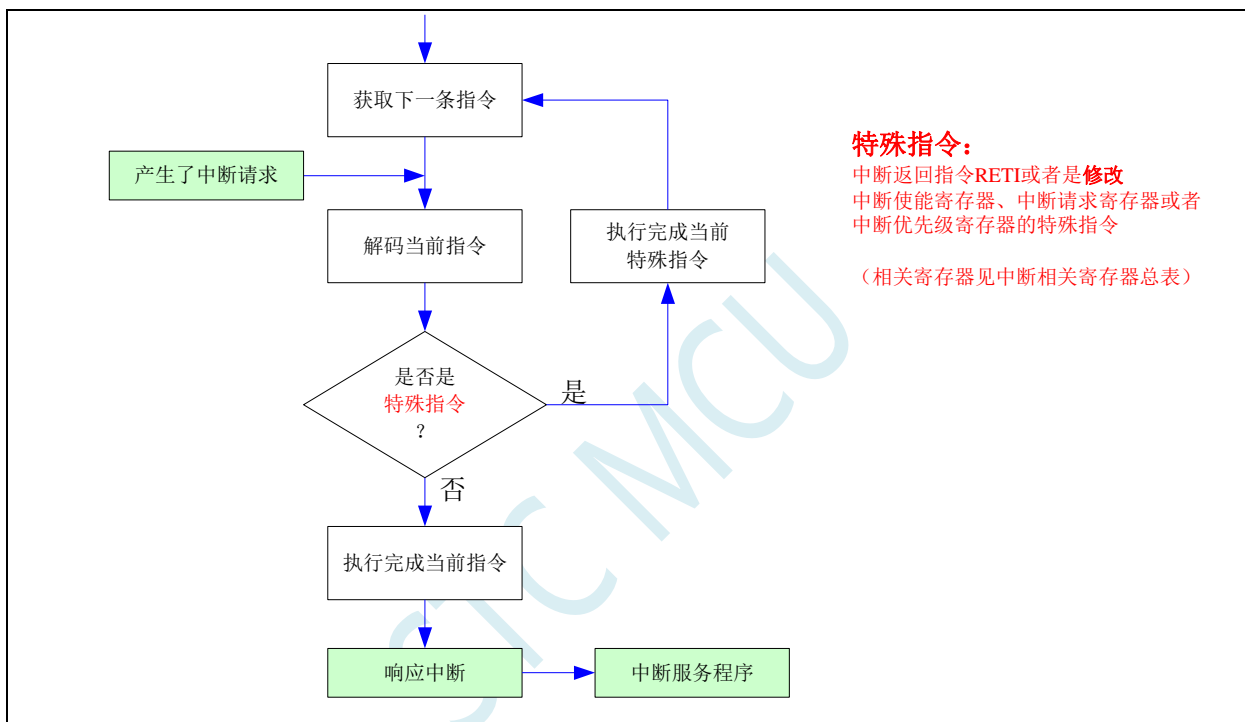 获取下一条指令
产生了中断请求
解码当前指令
执行完成当前
特殊指令
是否是
特殊指令
？
是
否
执行完成当前指令
响应中断
中断服务程序
特殊指令：
中断返回指令RETI或者是修改
中断使能寄存器、中断请求寄存器或者
中断优先级寄存器的特殊指令
（相关寄存器见中断相关寄存器总表）
STC MCU